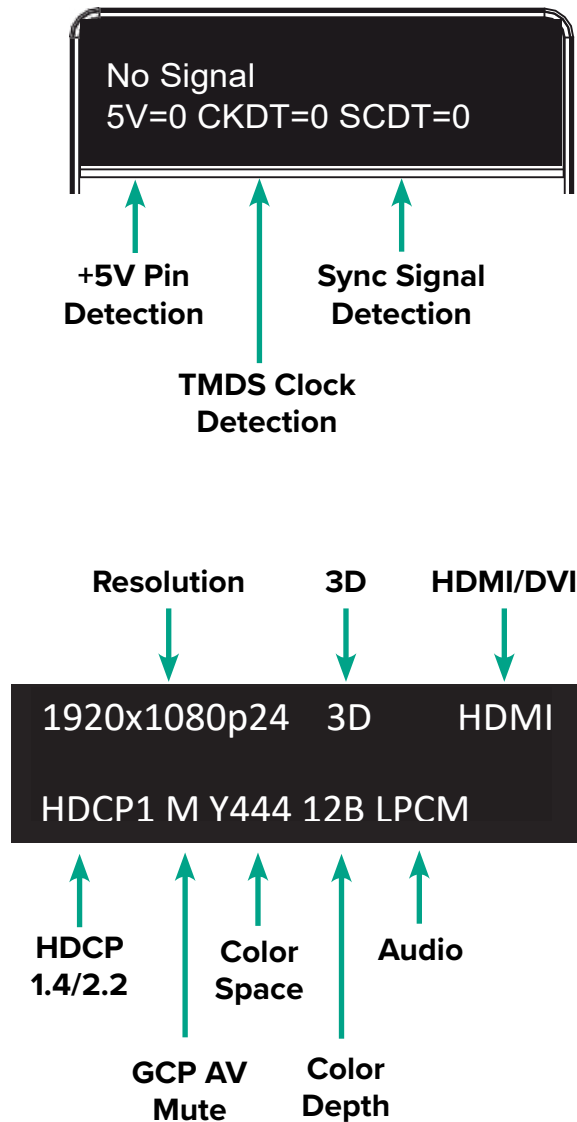 No Signal
5V=0 CKDT=0 SCDT=0
+5V Pin
Detection
Sync Signal
Detection
TMDS Clock
Detection
Resolution
3D
HDMI/DVI
1920x1080p24 3D HDMI
HDCP1 M Y444 12B LPCM
HDCP
1.4/2.2
Color
Space
Audio
GCP AV
Mute
Color
Depth